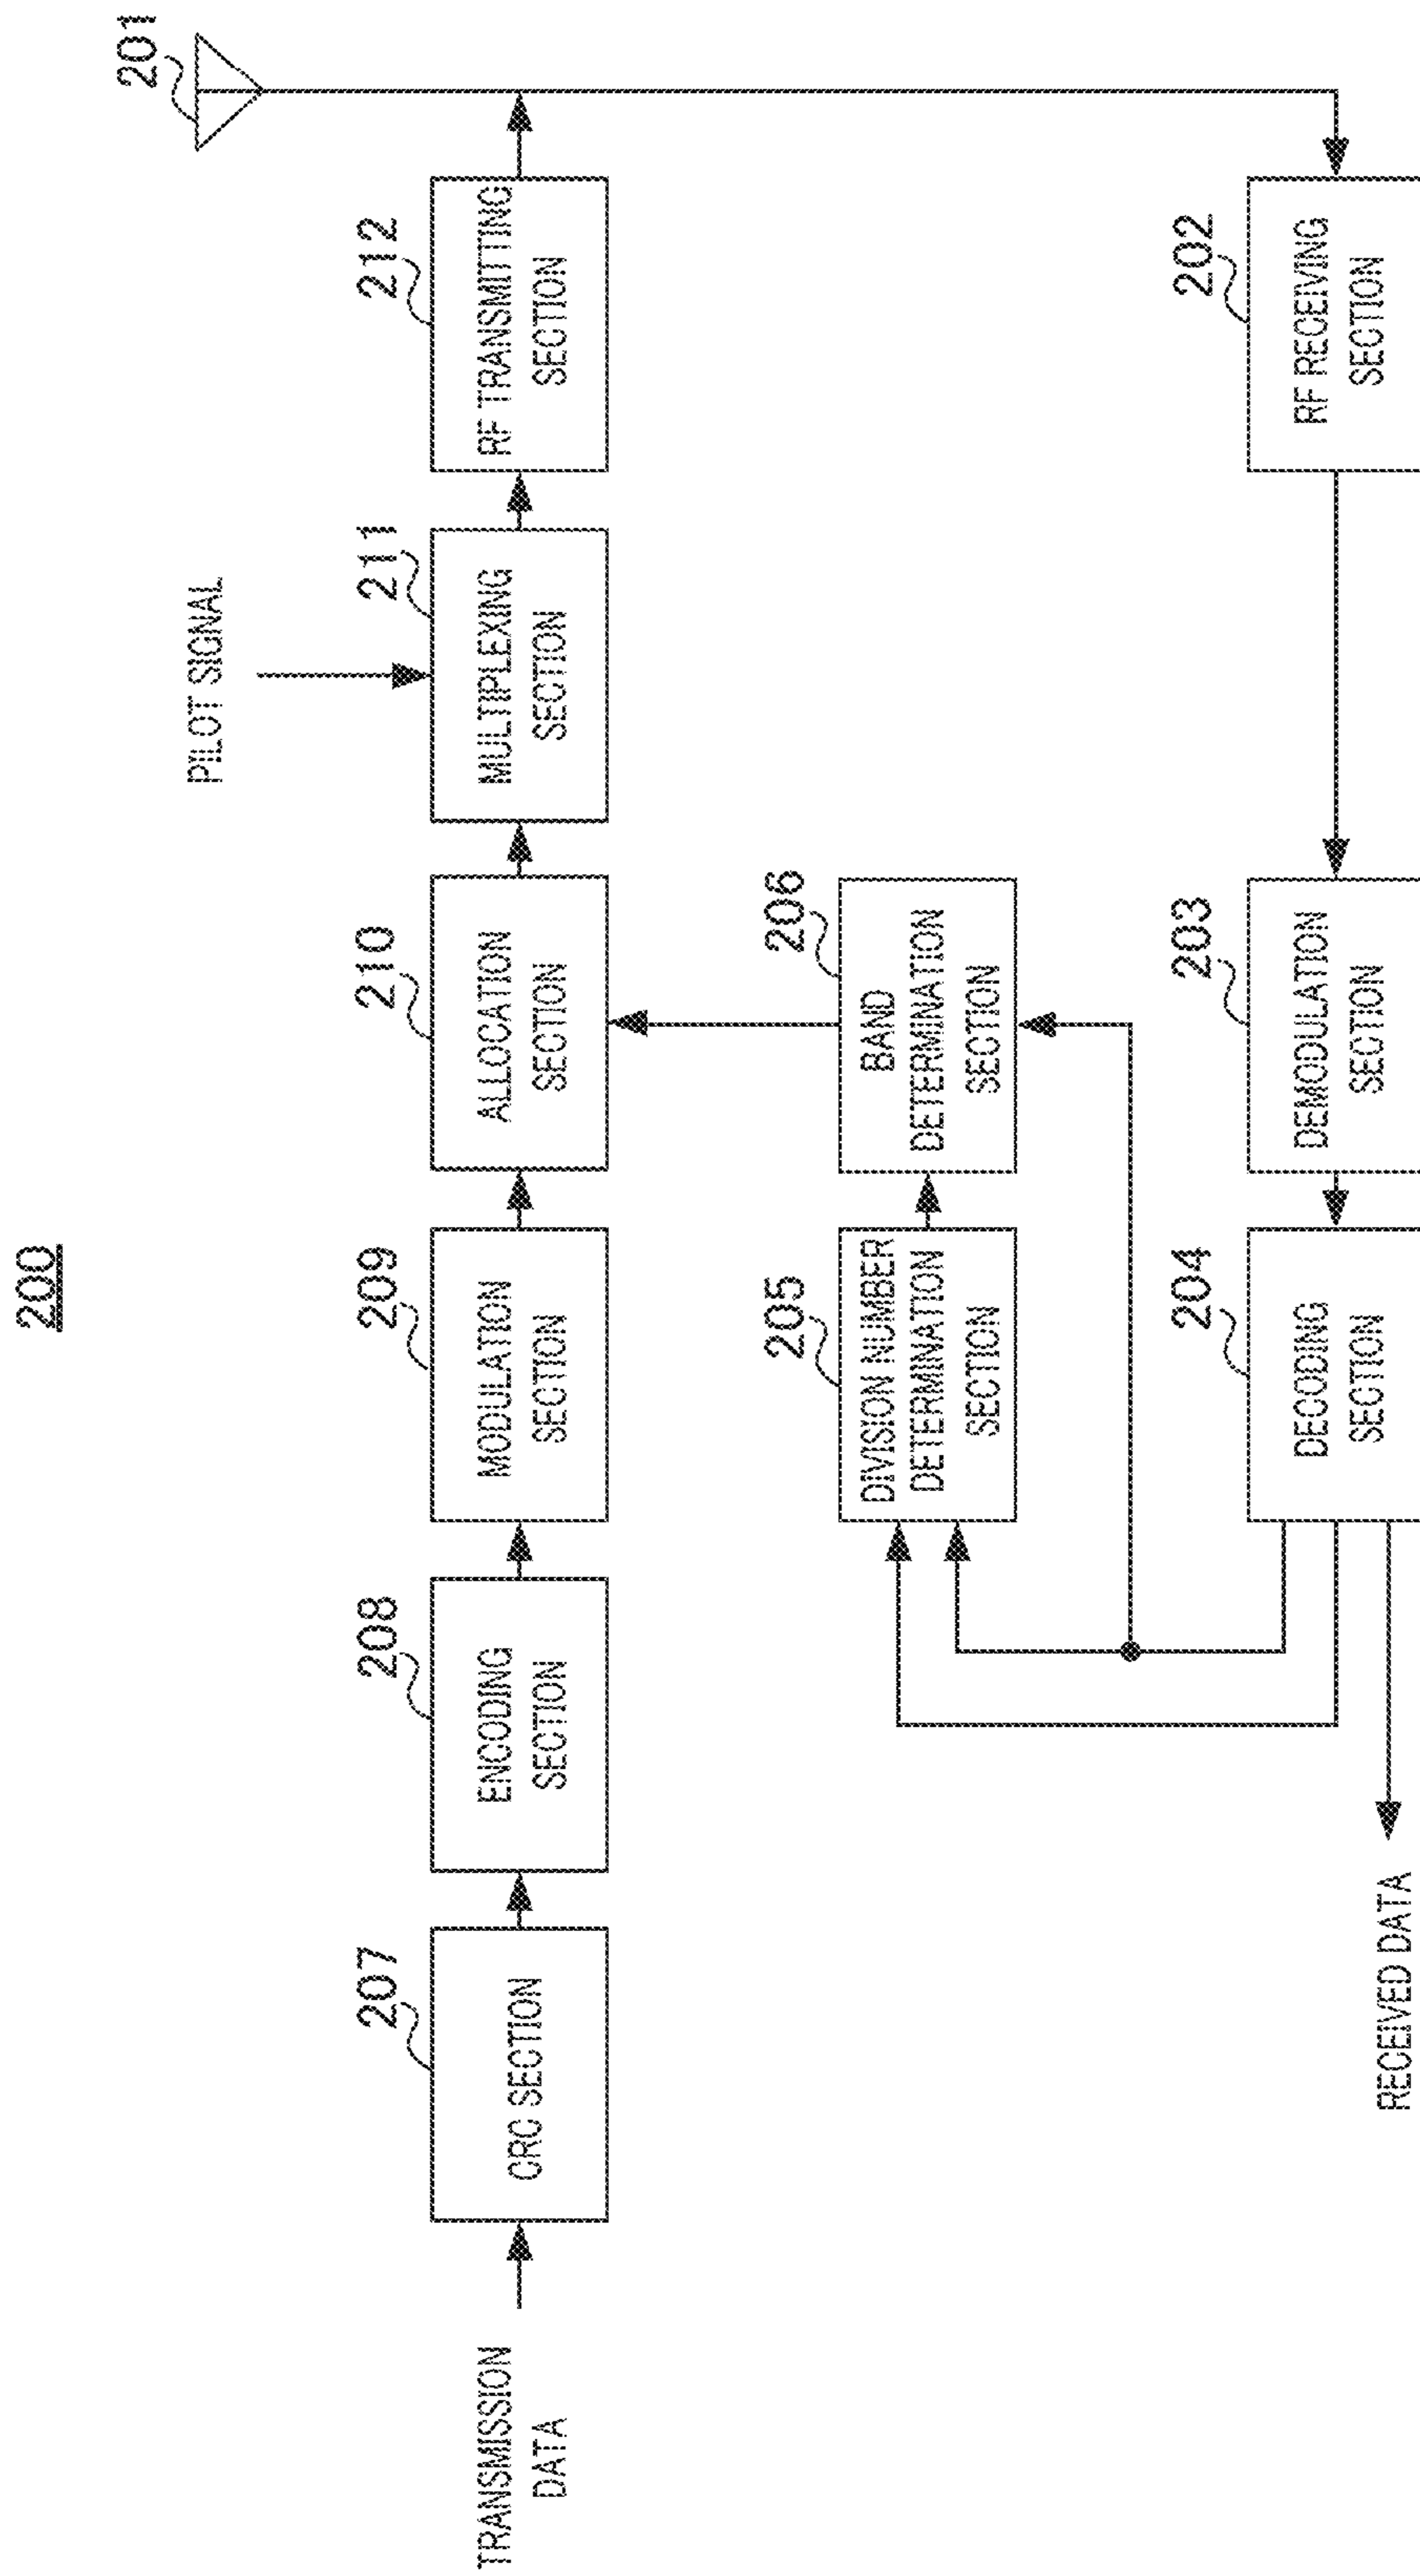 200
201
PILOT SIGNAL
207
208
209
210
211
212
TRANSMISSION
DATA
CRC SECTION
ENCODING
SECTION
MODULATION
SECTION
ALLOCATION
SECTION
MULTIPLEXING
SECTION
RF TRANSMITTING
SECTION
205
206
DIVISION NUMBER
DETERMINATION
SECTION
BAND
DETERMINATION
SECTION
204
203
202
DECODING
SECTION
DEMODULATION
SECTION
RF RECEIVING
SECTION
RECEIVED DATA